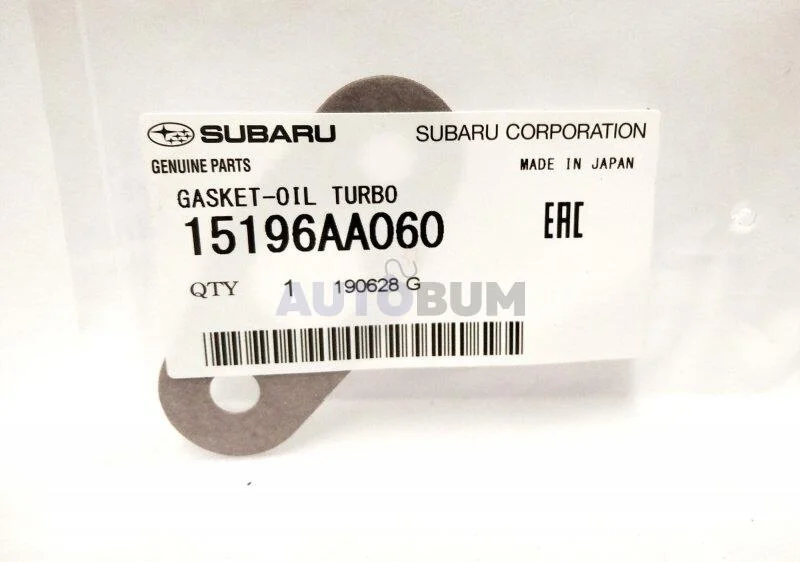 SUBARU
SUBARU CORPORATION
GENUINE PARTS
MADE IN JAPAN
GASKET-OIL TURBO
15196AA060
EAC
QTY 1 190628 G
AUTOBUM